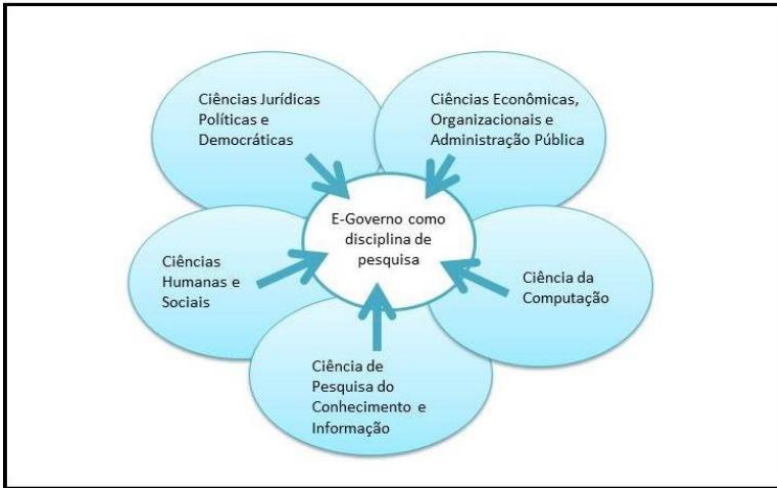 Ciências Jurídicas
Políticas e
Democráticas
Ciências Econômicas,
Organizacionais e
Administração Pública
E-Governo como
disciplina de
pesquisa
Ciências
Humanas e
Sociais
Ciência da
Computação
Ciência de
Pesquisa do
Conhecimento e
Informação